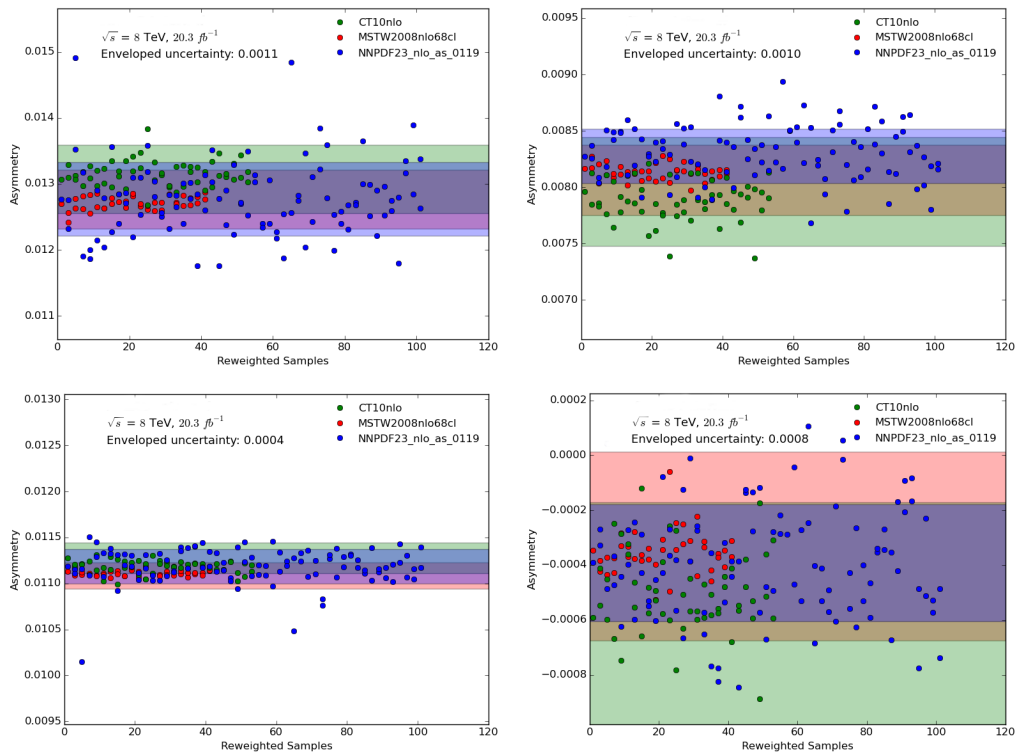 0.015
0.014
0.013
0.012
0.011
Asymmetry
√s = 8 TeV, 20.3 fb⁻¹
Enveloped uncertainty: 0.0011
CT10nlo
MSTW2008nlo68cl
NNPDF23_nlo_as_0119
0 20 40 60 80 100 120
Reweighted Samples
0.0095
0.0090
0.0085
0.0080
0.0075
0.0070
Asymmetry
√s = 8 TeV, 20.3 fb⁻¹
Enveloped uncertainty: 0.0010
CT10nlo
MSTW2008nlo68cl
NNPDF23_nlo_as_0119
0 20 40 60 80 100 120
Reweighted Samples
0.0130
0.0125
0.0120
0.0115
0.0110
0.0105
0.0100
0.0095
Asymmetry
√s = 8 TeV, 20.3 fb⁻¹
Enveloped uncertainty: 0.0004
CT10nlo
MSTW2008nlo68cl
NNPDF23_nlo_as_0119
0 20 40 60 80 100 120
Reweighted Samples
0.0002
0.0000
−0.0002
−0.0004
−0.0006
−0.0008
Asymmetry
√s = 8 TeV, 20.3 fb⁻¹
Enveloped uncertainty: 0.0008
CT10nlo
MSTW2008nlo68cl
NNPDF23_nlo_as_0119
0 20 40 60 80 100 120
Reweighted Samples